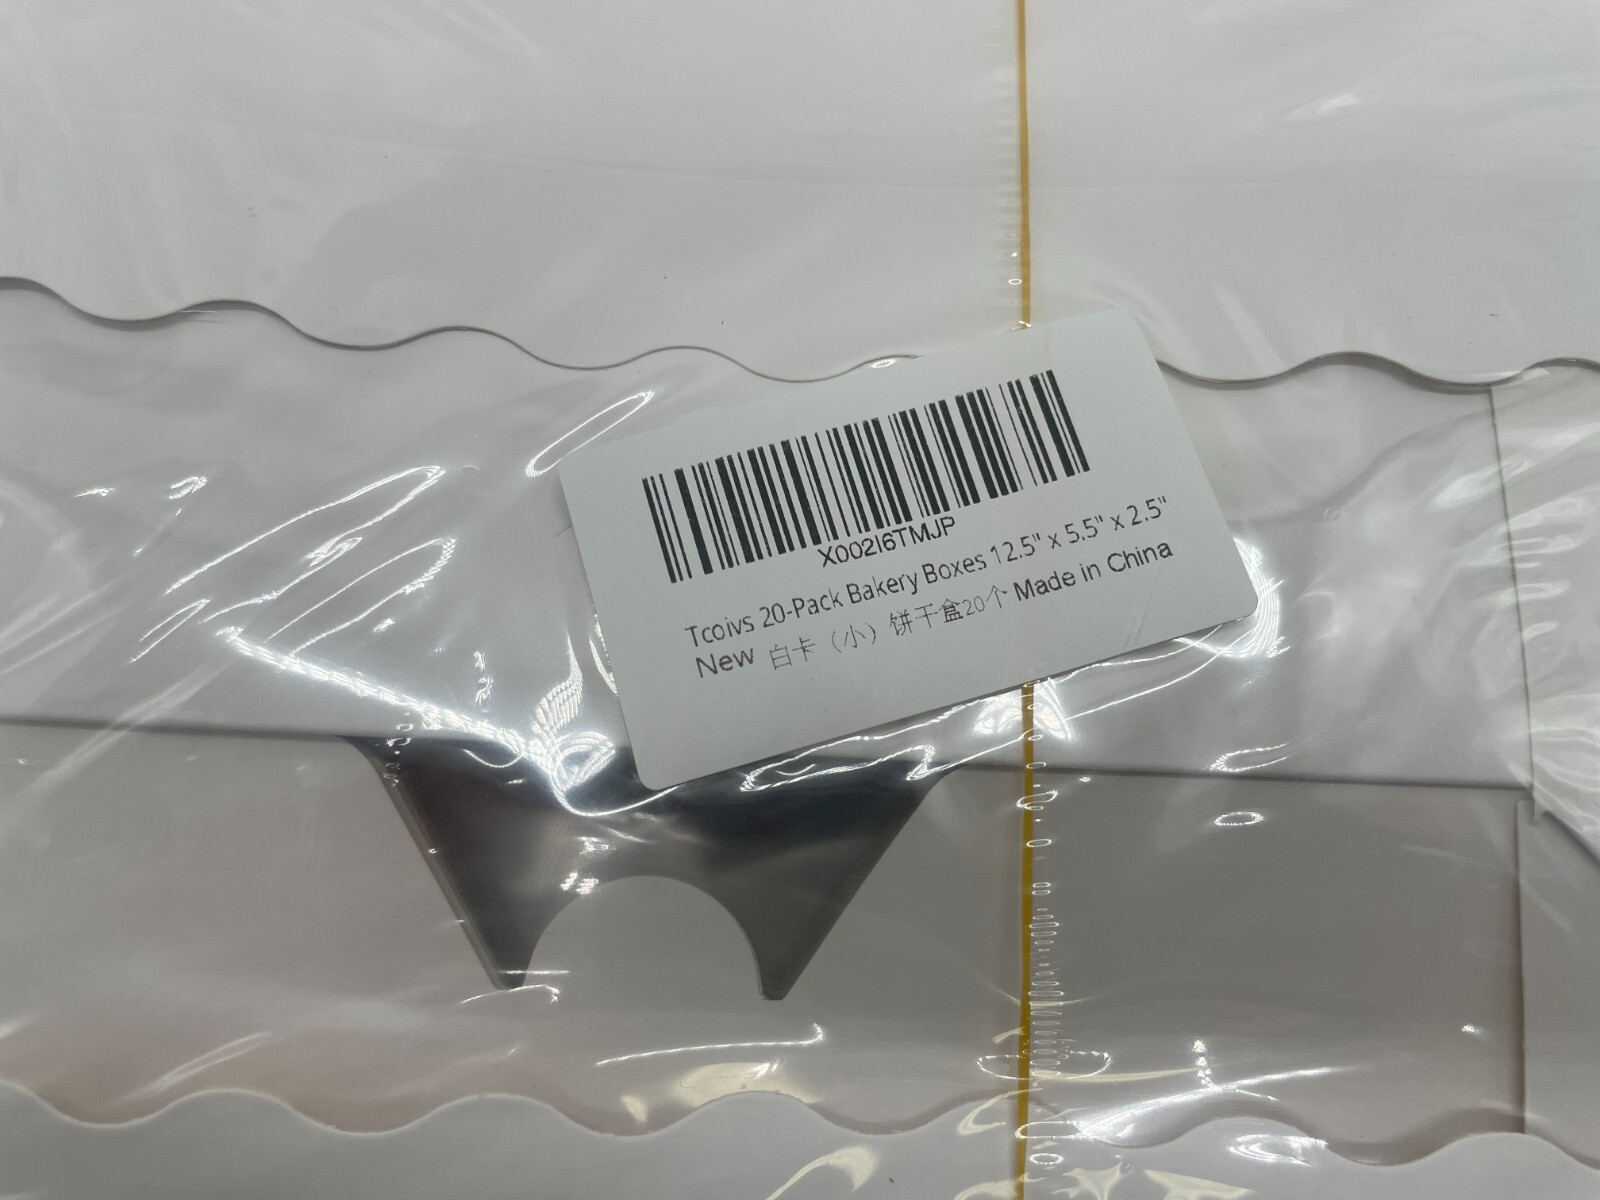 X002I6TMJP
Tcoivs 20-Pack Bakery Boxes 12.5" x 5.5" x 2.5"
New 白卡（小）饼干盒20个 Made in China